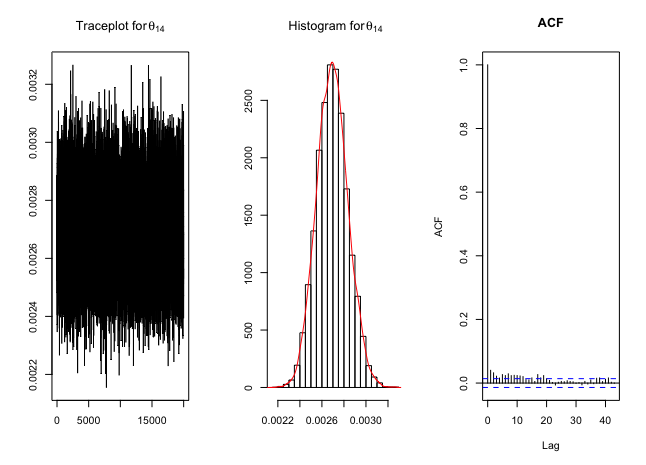 Traceplot for θ14
0.0022 0.0024 0.0026 0.0028 0.0030 0.0032
0 5000 15000
Histogram for θ14
0 500 1000 1500 2000 2500
0.0022 0.0026 0.0030
ACF
ACF
0.0 0.2 0.4 0.6 0.8 1.0
0 10 20 30 40
Lag